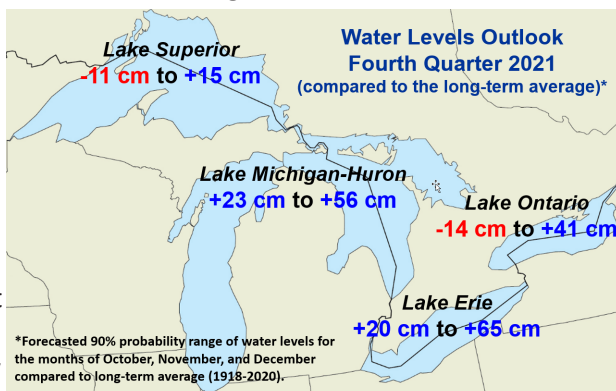 Water Levels Outlook
Fourth Quarter 2021
(compared to the long-term average)*
Lake Superior
-11 cm to +15 cm
Lake Michigan-Huron
+23 cm to +56 cm
Lake Ontario
-14 cm to +41 cm
Lake Erie
+20 cm to +65 cm
*Forecasted 90% probability range of water levels for
the months of October, November, and December
compared to long-term average (1918-2020).